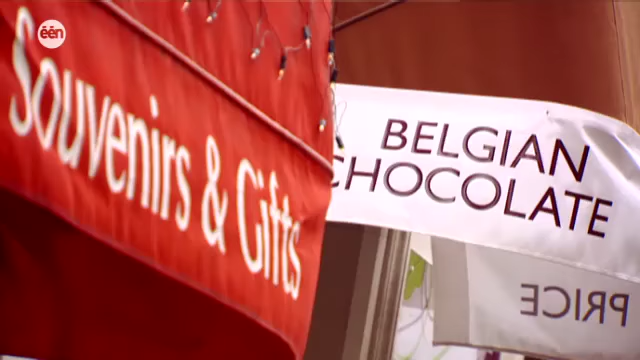 één
Souvenirs & Gifts
BELGIAN
CHOCOLATE
PRICE